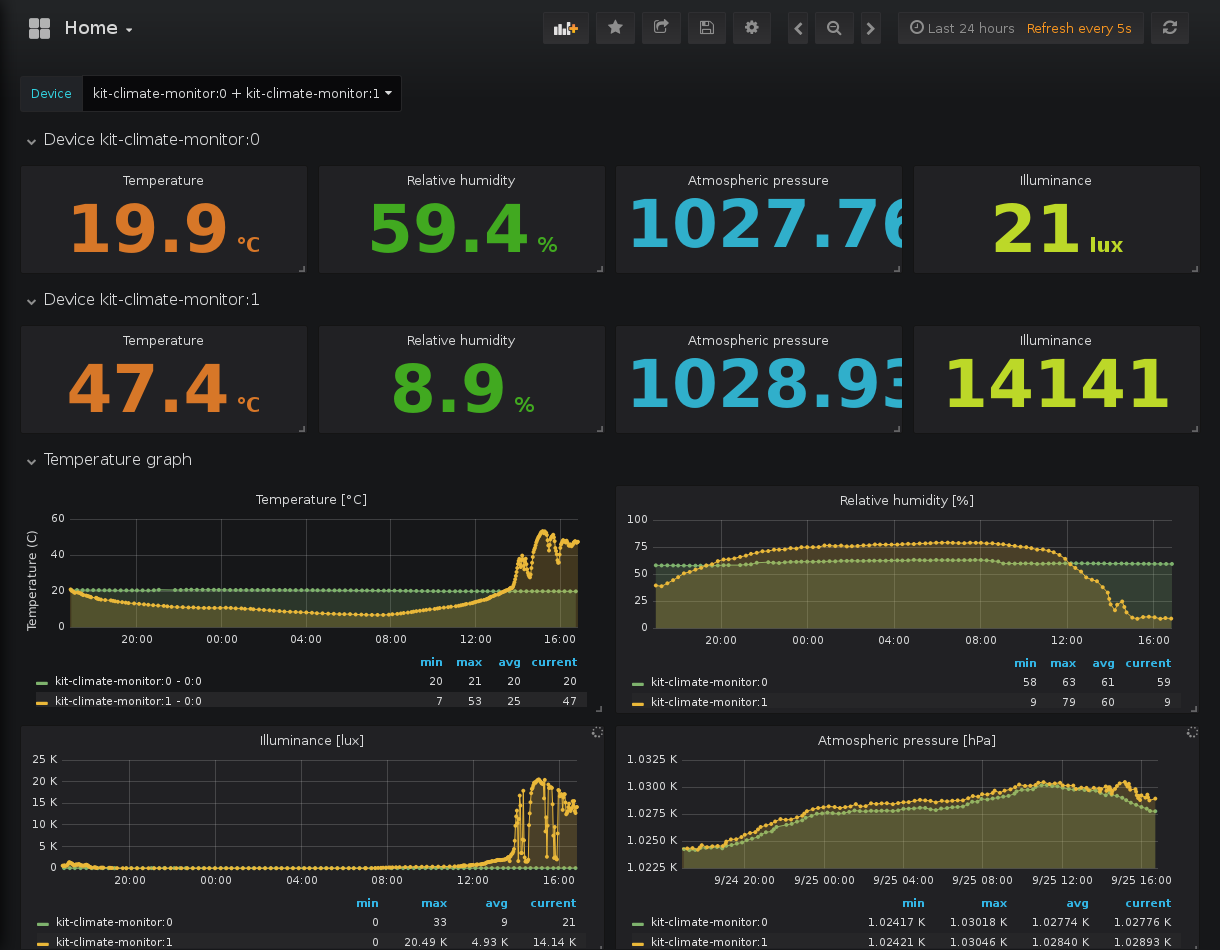 Home
Last 24 hours Refresh every 5s
Device kit-climate-monitor:0 + kit-climate-monitor:1
Device kit-climate-monitor:0
Temperature Relative humidity Atmospheric pressure Illuminance
19.9 °C 59.4 % 1027.76 21 lux
Device kit-climate-monitor:1
Temperature Relative humidity Atmospheric pressure Illuminance
47.4 °C 8.9 % 1028.93 14141
Temperature graph
Temperature [°C]
Temperature (C)
60
40
20
0
20:00 00:00 04:00 08:00 12:00 16:00
min max avg current
kit-climate-monitor:0 - 0:0 20 21 20 20
kit-climate-monitor:1 - 0:0 7 53 25 47
Relative humidity [%]
100
75
50
25
0
20:00 00:00 04:00 08:00 12:00 16:00
min max avg current
kit-climate-monitor:0 58 63 61 59
kit-climate-monitor:1 9 79 60 9
Illuminance [lux]
25 K
20 K
15 K
10 K
5 K
0
20:00 00:00 04:00 08:00 12:00 16:00
min max avg current
kit-climate-monitor:0 0 33 9 21
kit-climate-monitor:1 0 20.49 K 4.93 K 14.14 K
Atmospheric pressure [hPa]
1.0325 K
1.0300 K
1.0275 K
1.0250 K
1.0225 K
9/24 20:00 9/25 00:00 9/25 04:00 9/25 08:00 9/25 12:00 9/25 16:00
min max avg current
kit-climate-monitor:0 1.02417 K 1.03018 K 1.02774 K 1.02776 K
kit-climate-monitor:1 1.02421 K 1.03046 K 1.02840 K 1.02893 K